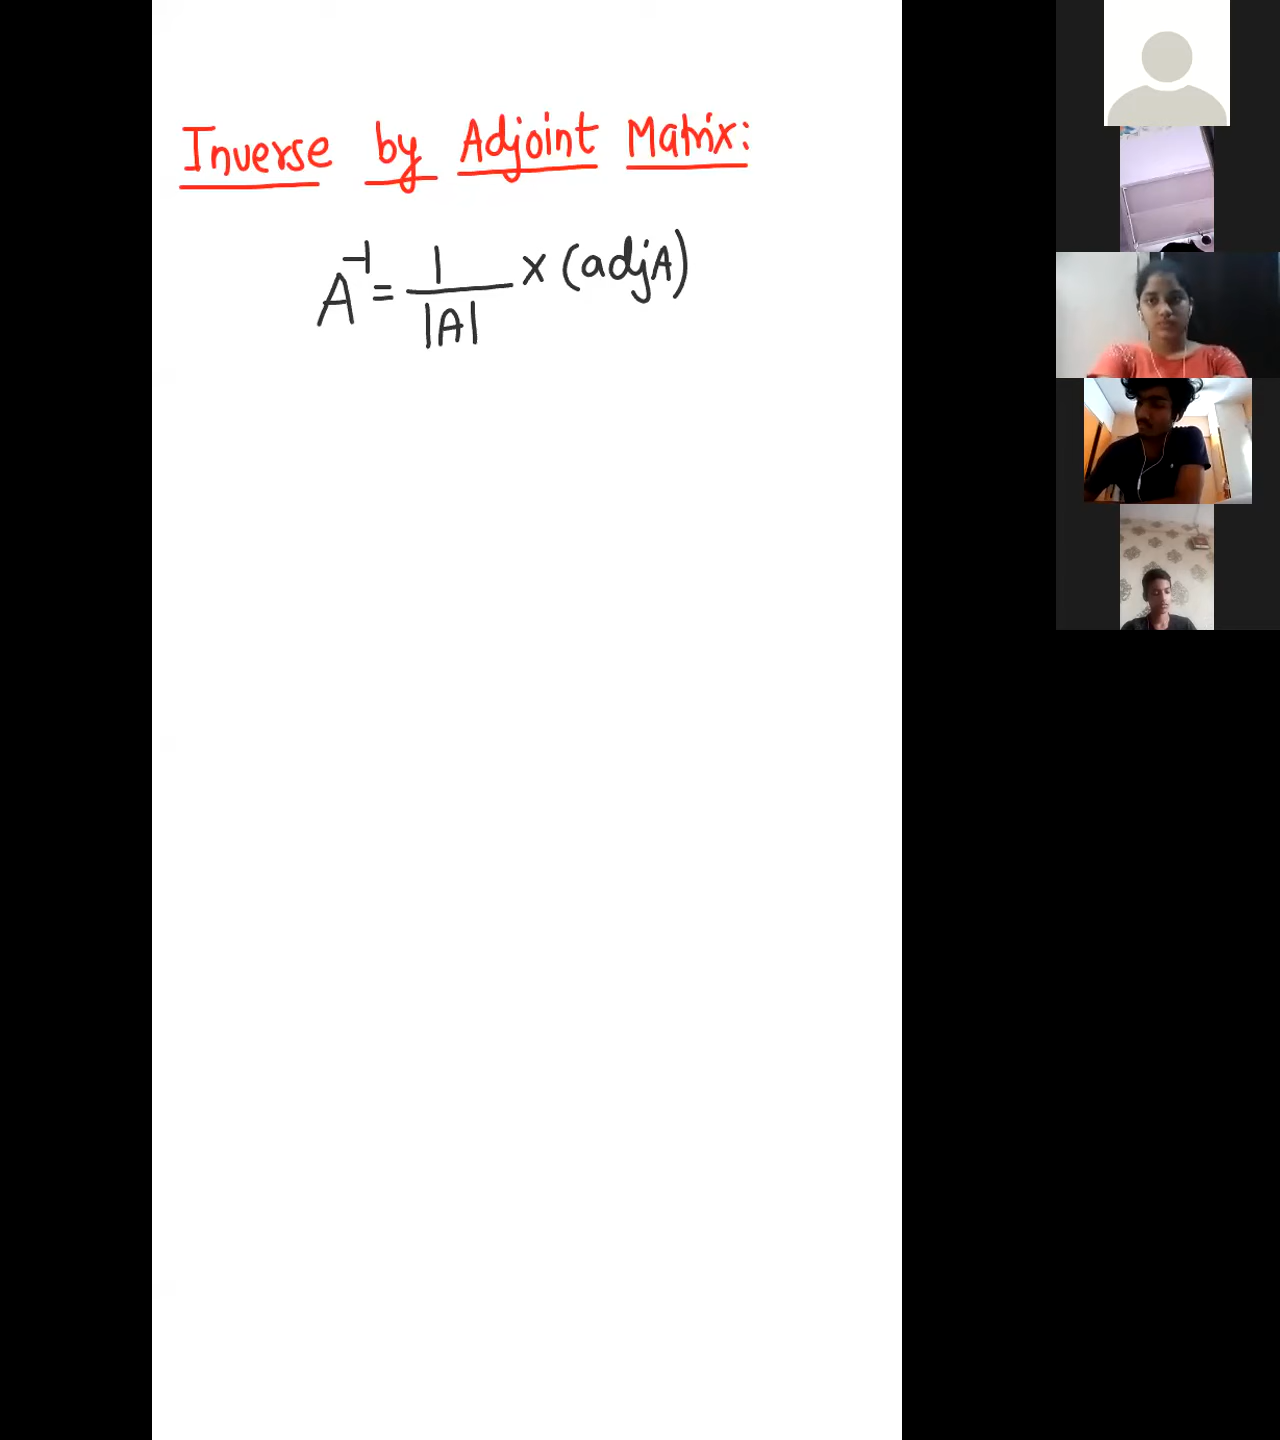 Inverse by Adjoint Matrix:
A⁻¹ = 1/|A| x (adjA)